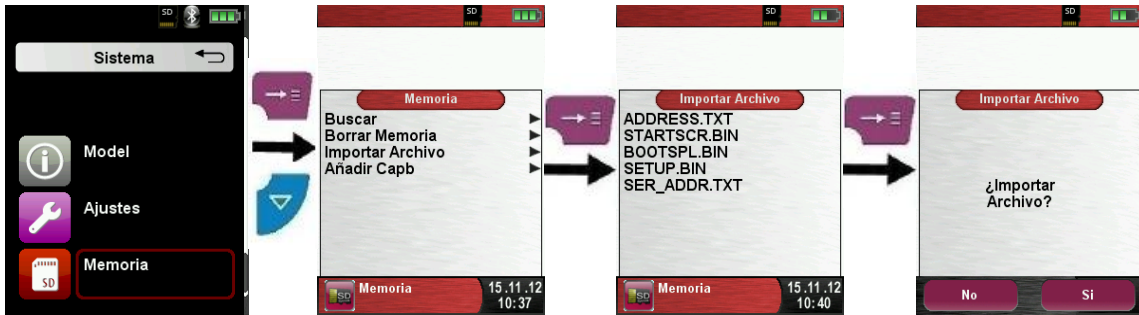 SD
Sistema
Model
Ajustes
Memoria
SD
SD
Memoria
Buscar
Borrar Memoria
Importar Archivo
Añadir Capb
SD
Memoria
15.11.12
10:37
SD
Importar Archivo
ADDRESS.TXT
STARTSCR.BIN
BOOTSPL.BIN
SETUP.BIN
SER_ADDR.TXT
SD
Memoria
15.11.12
10:40
SD
Importar Archivo
¿Importar
Archivo?
No
Si